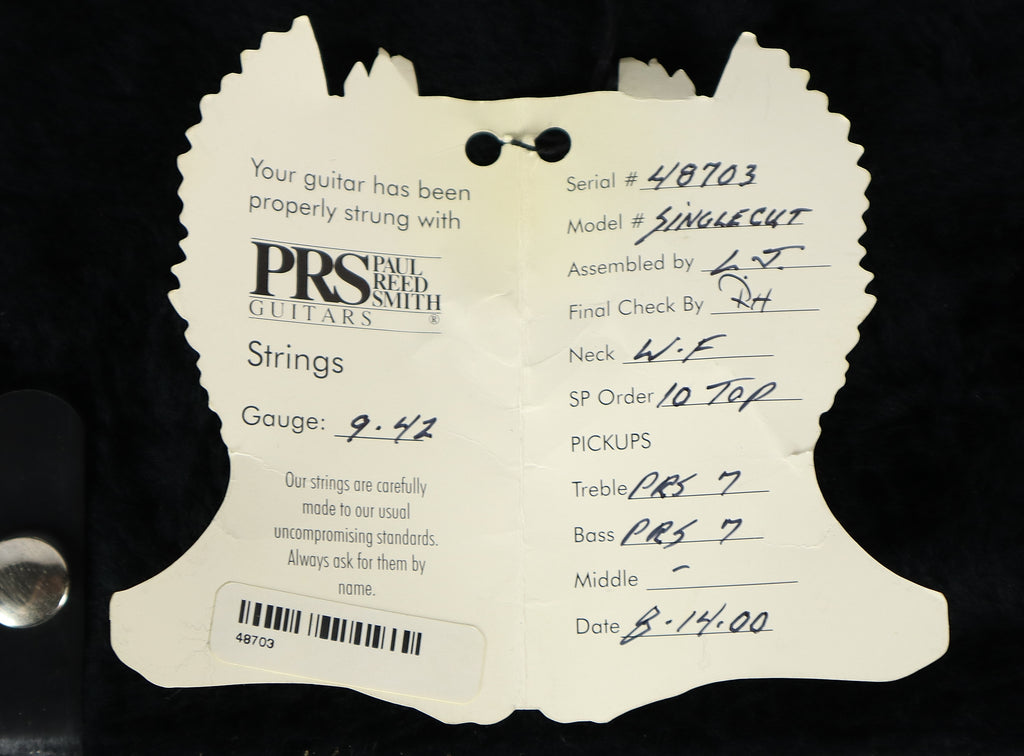 Your guitar has been
properly strung with
PRS PAUL
REED
SMITH
GUITARS ®
Strings
Gauge: 9.42
Our strings are carefully
made to our usual
uncompromising standards.
Always ask for them by
name.
48703
Serial # 48703
Model # SINGLECUT
Assembled by L.J.
Final Check By RH
Neck W.F
SP Order 10 TOP
PICKUPS
Treble PRS 7
Bass PRS 7
Middle -
Date 8.14.00